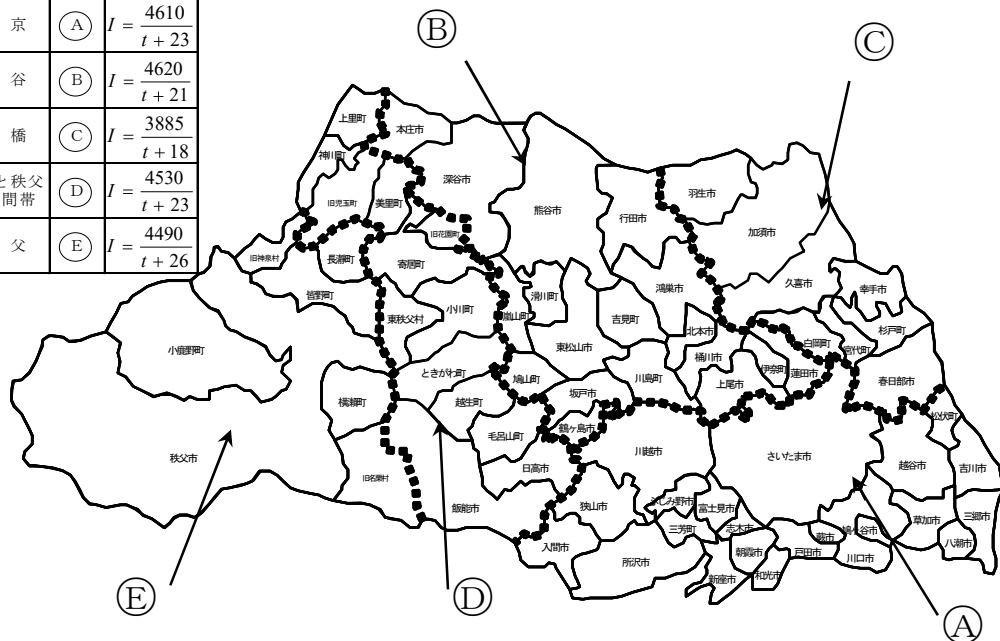 京 A I = 4610 / t + 23
谷 B I = 4620 / t + 21
橋 C I = 3885 / t + 18
と秩父
間帯 D I = 4530 / t + 23
父 E I = 4490 / t + 26
B
C
上里町
本庄市
神川町
深谷市
羽生市
旧児玉町
美里町
熊谷市
行田市
加須市
旧花園町
旧神泉村
長瀞町
寄居町
久喜市
皆野町
滑川町
鴻巣市
幸手市
小川町
嵐山町
吉見町
東秩父村
北本市
杉戸町
白岡町
宮代町
小鹿野町
東松山市
桶川市
伊奈町
蓮田市
ときがわ町
鳩山町
川島町
上尾市
春日部市
横瀬町
越生町
坂戸市
松伏町
毛呂山町
鶴ヶ島市
秩父市
川越市
さいたま市
越谷市
日高市
吉川市
旧名栗村
飯能市
狭山市
ふじみ野市
富士見市
三郷市
三芳町
志木市
草加市
鳩ヶ谷市
蕨市
入間市
朝霞市
戸田市
川口市
八潮市
所沢市
新座市
和光市
E
D
A